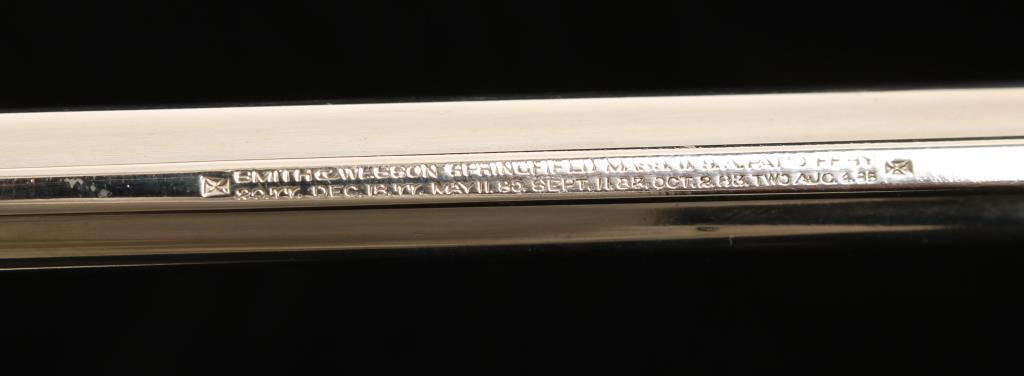 SMITH & WESSON SPRINGFIELD MASS. U.S.A. PAT'D FEBY
20.77. DEC. 18.77. MAY 11.80. SEPT. 11.83. OCT. 2.83. TWO AUG. 4.85